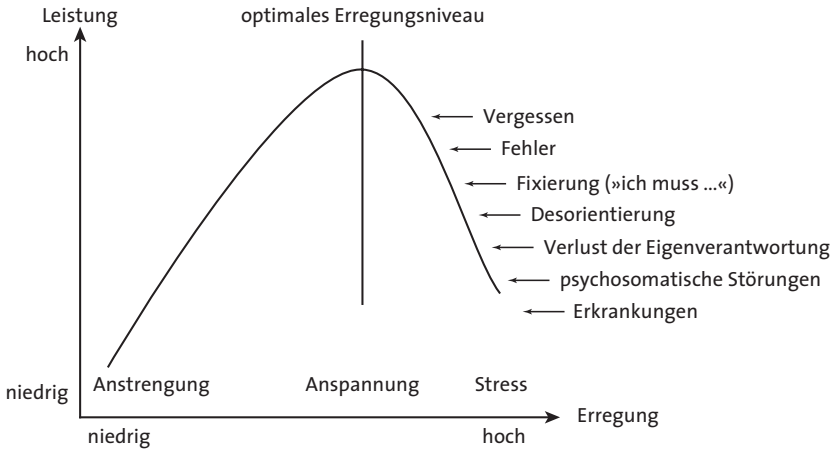 Leistung
optimales Erregungsniveau
hoch
Vergessen
Fehler
Fixierung (»ich muss ...«)
Desorientierung
Verlust der Eigenverantwortung
psychosomatische Störungen
Erkrankungen
niedrig
Anstrengung
Anspannung
Stress
Erregung
niedrig
hoch